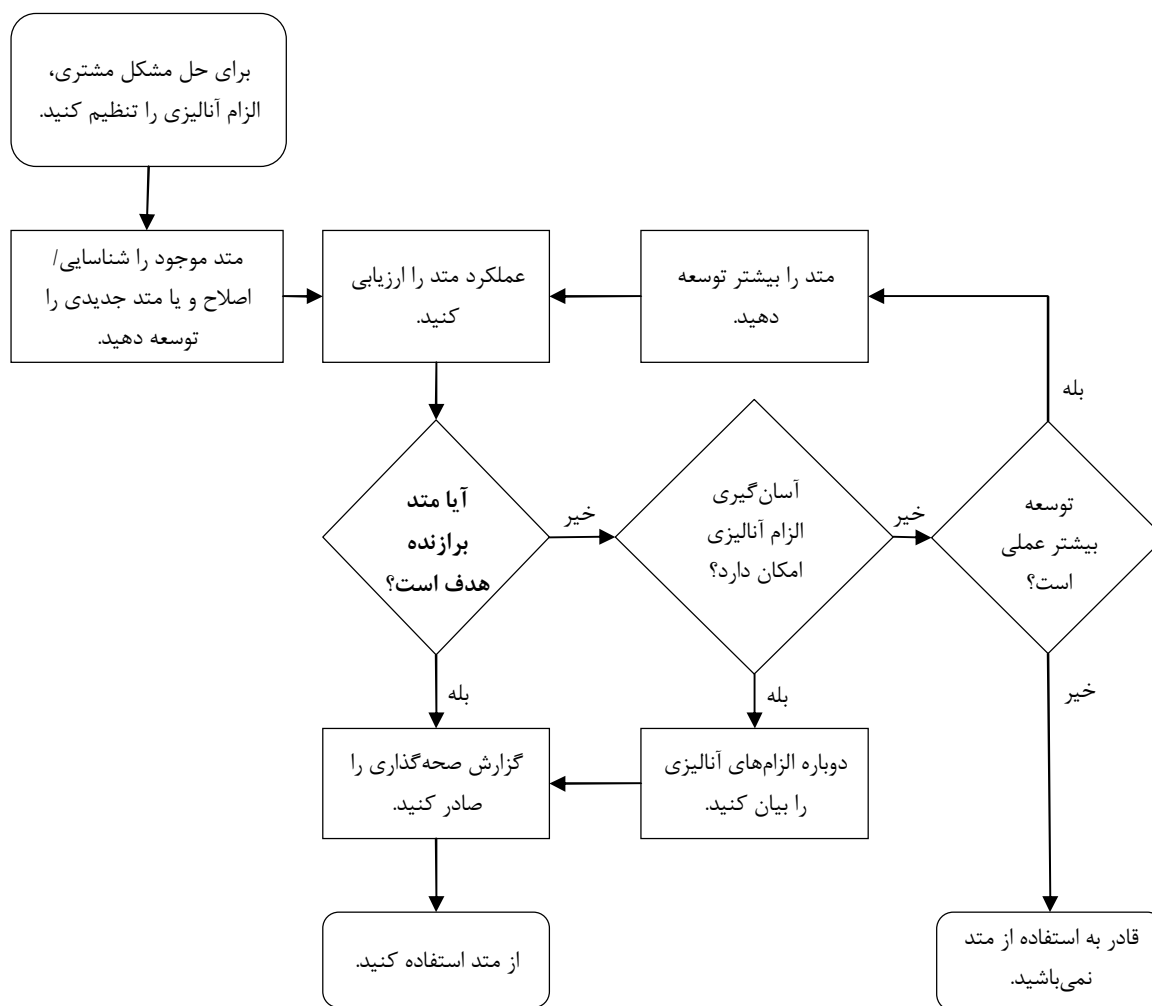 برای حل مشکل مشتری،
الزام آنالیزی را تنظیم کنید.
متد موجود را شناسایی/
اصلاح و یا متد جدیدی را
توسعه دهید.
عملکرد متد را ارزیابی
کنید.
متد را بیشتر توسعه
دهید.
بله
آیا متد
برازنده
هدف است؟
خیر
آسان‌گیری
الزام آنالیزی
امکان دارد؟
خیر
توسعه
بیشتر عملی
است؟
بله
بله
خیر
گزارش صحه‌گذاری را
صادر کنید.
دوباره الزام‌های آنالیزی
را بیان کنید.
از متد استفاده کنید.
قادر به استفاده از متد
نمی‌باشید.